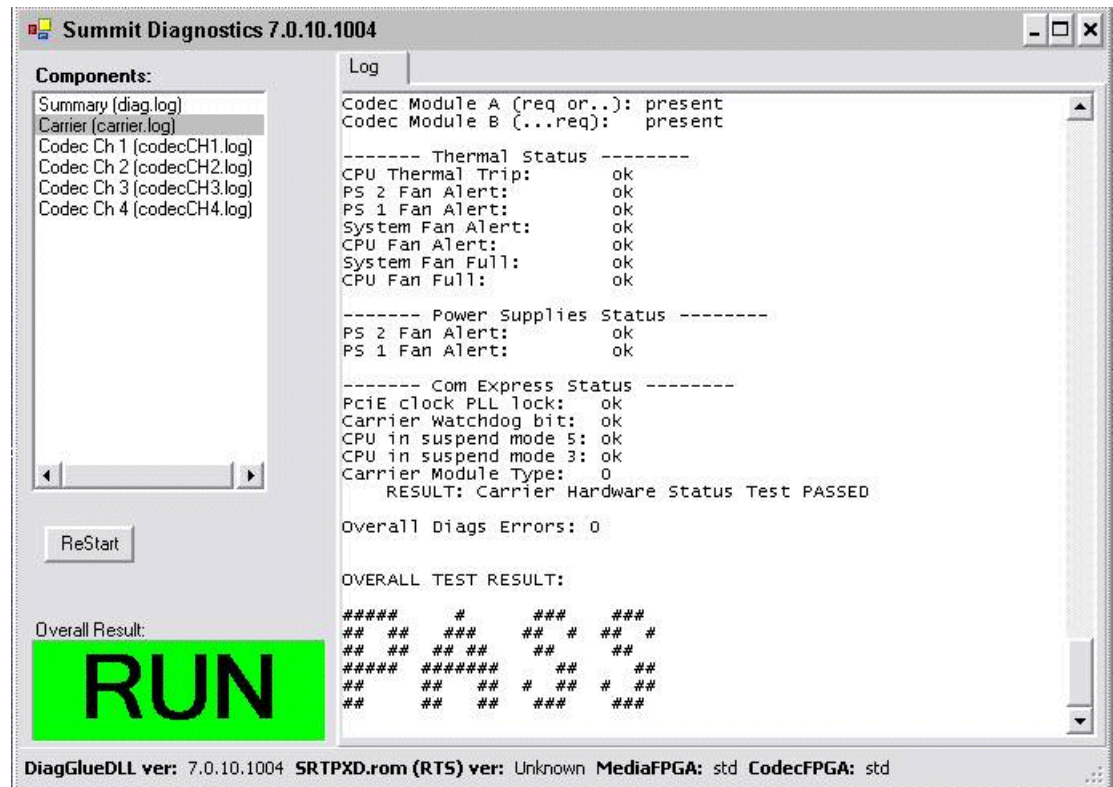 Summit Diagnostics 7.0.10.1004
Components:
Summary (diag.log)
Carrier (carrier.log)
Codec Ch 1 (codecCH1.log)
Codec Ch 2 (codecCH2.log)
Codec Ch 3 (codecCH3.log)
Codec Ch 4 (codecCH4.log)
ReStart
Overall Result:
RUN
Log
Codec Module A (req or..): present
Codec Module B (...req): present
------- Thermal Status --------
CPU Thermal Trip: ok
PS 2 Fan Alert: ok
PS 1 Fan Alert: ok
System Fan Alert: ok
CPU Fan Alert: ok
System Fan Full: ok
CPU Fan Full: ok
------- Power Supplies Status --------
PS 2 Fan Alert: ok
PS 1 Fan Alert: ok
------- Com Express Status --------
PciE clock PLL lock: ok
Carrier Watchdog bit: ok
CPU in suspend mode 5: ok
CPU in suspend mode 3: ok
Carrier Module Type: 0
RESULT: Carrier Hardware Status Test PASSED
Overall Diags Errors: 0
OVERALL TEST RESULT:
PASS
DiagGlueDLL ver: 7.0.10.1004 SRTPXD.rom (RTS) ver: Unknown MediaFPGA: std CodecFPGA: std